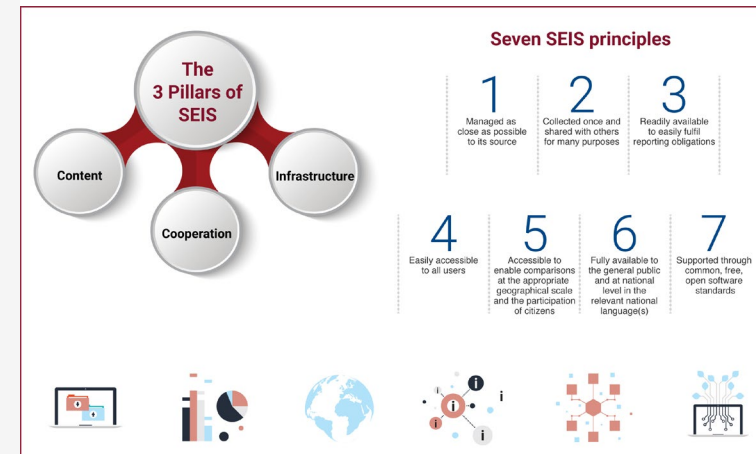 The
3 Pillars of
SEIS
Content
Cooperation
Infrastructure
Seven SEIS principles
1
Managed as
close as possible
to its source
2
Collected once and
shared with others
for many purposes
3
Readily available
to easily fulfil
reporting obligations
4
Easily accessible
to all users
5
Accessible to
enable comparisons
at the appropriate
geographical scale
and the participation
of citizens
6
Fully available to
the general public
and at national
level in the
relevant national
language(s)
7
Supported through
common, free,
open software
standards
i
i
i
i
i